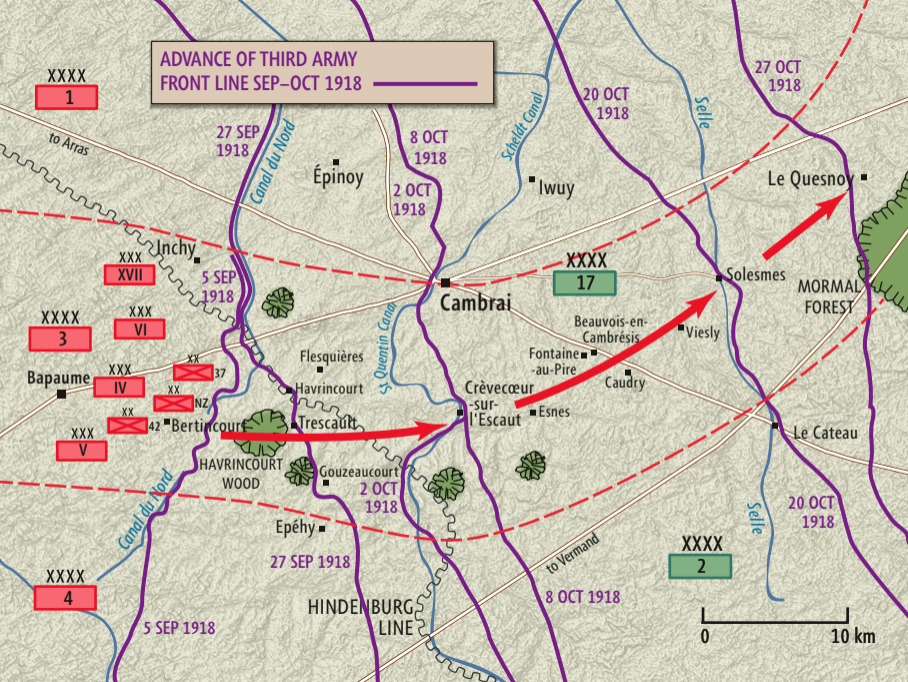 ADVANCE OF THIRD ARMY
FRONT LINE SEP–OCT 1918
XXXX
1
to Arras
27 SEP
1918
Canal du Nord
Épinoy
8 OCT
1918
2 OCT
1918
Scheldt Canal
Iwuy
20 OCT
1918
Selle
27 OCT
1918
Le Quesnoy
Inchy
XXX
XVII
5 SEP
1918
XXXX
17
Cambrai
Solesmes
MORMAL
FOREST
XXXX
3
XXX
VI
St Quentin Canal
Beauvois-en-
Cambrésis
Viesly
Fontaine
-au-Pire
Caudry
Flesquières
Bapaume
XXX
IV
XX
37
XX
NZ
XX
42
Bertincourt
Havrincourt
Trescault
Crèvecœur
-sur-
l'Escaut
Esnes
Le Cateau
XXX
V
HAVRINCOURT
WOOD
Gouzeaucourt
2 OCT
1918
Canal du Nord
Epéhy
27 SEP 1918
to Vermand
Selle
20 OCT
1918
XXXX
2
XXXX
4
5 SEP 1918
HINDENBURG
LINE
8 OCT 1918
0
10 km